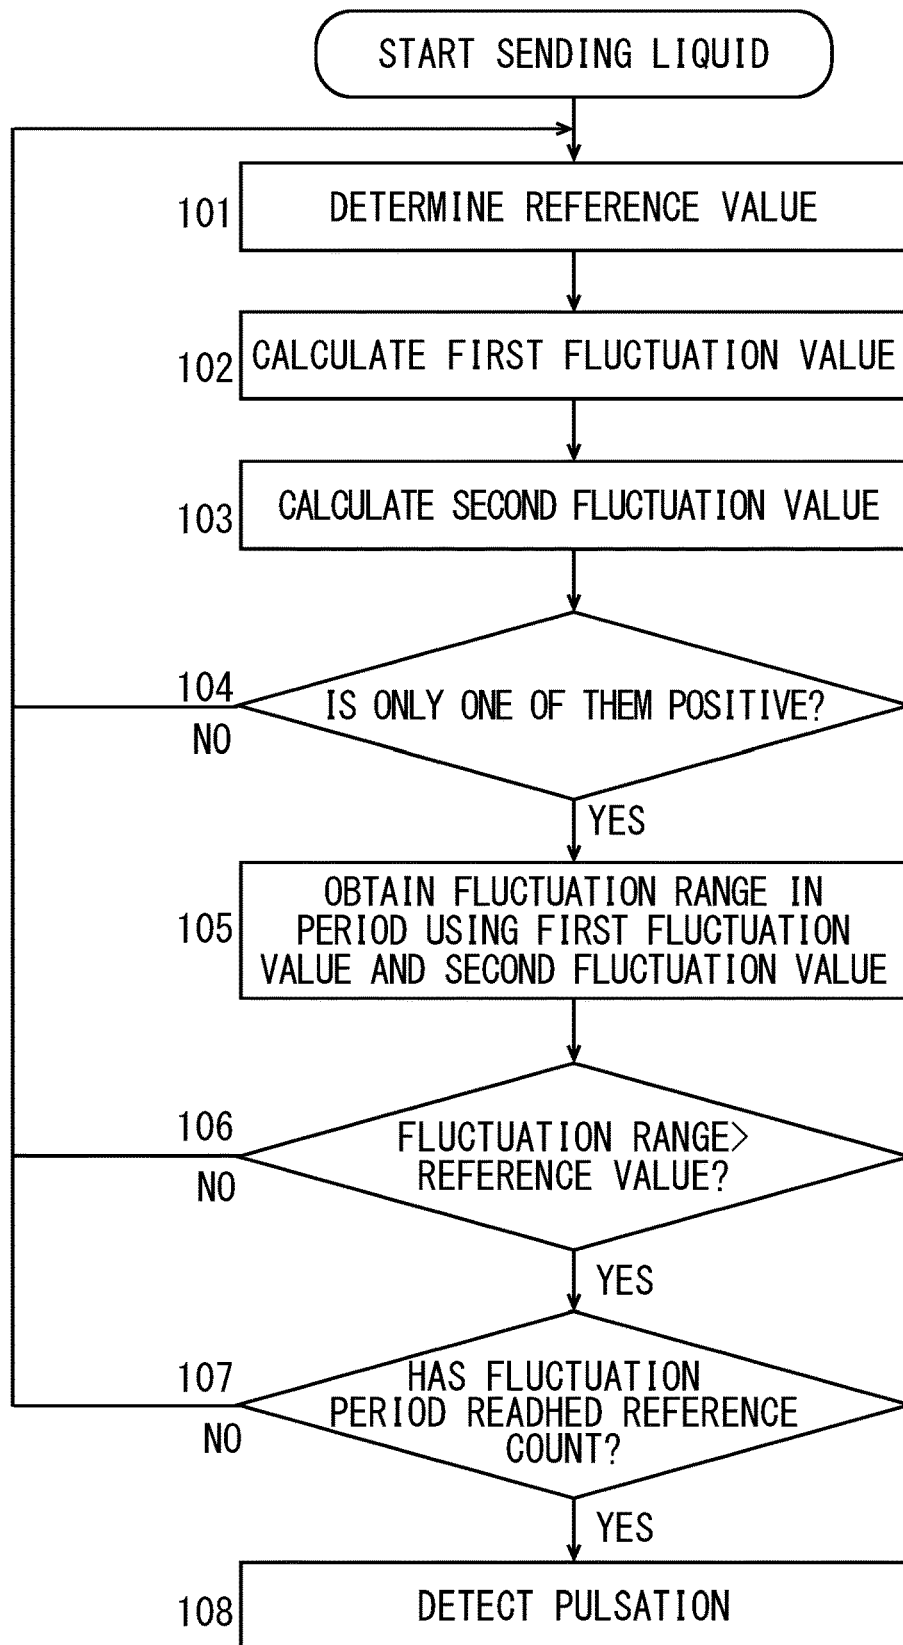 START SENDING LIQUID
101
DETERMINE REFERENCE VALUE
102
CALCULATE FIRST FLUCTUATION VALUE
103
CALCULATE SECOND FLUCTUATION VALUE
104
IS ONLY ONE OF THEM POSITIVE?
NO
YES
105
OBTAIN FLUCTUATION RANGE IN
PERIOD USING FIRST FLUCTUATION
VALUE AND SECOND FLUCTUATION VALUE
106
FLUCTUATION RANGE>
REFERENCE VALUE?
NO
YES
107
HAS FLUCTUATION
PERIOD READHED REFERENCE
COUNT?
NO
YES
108
DETECT PULSATION